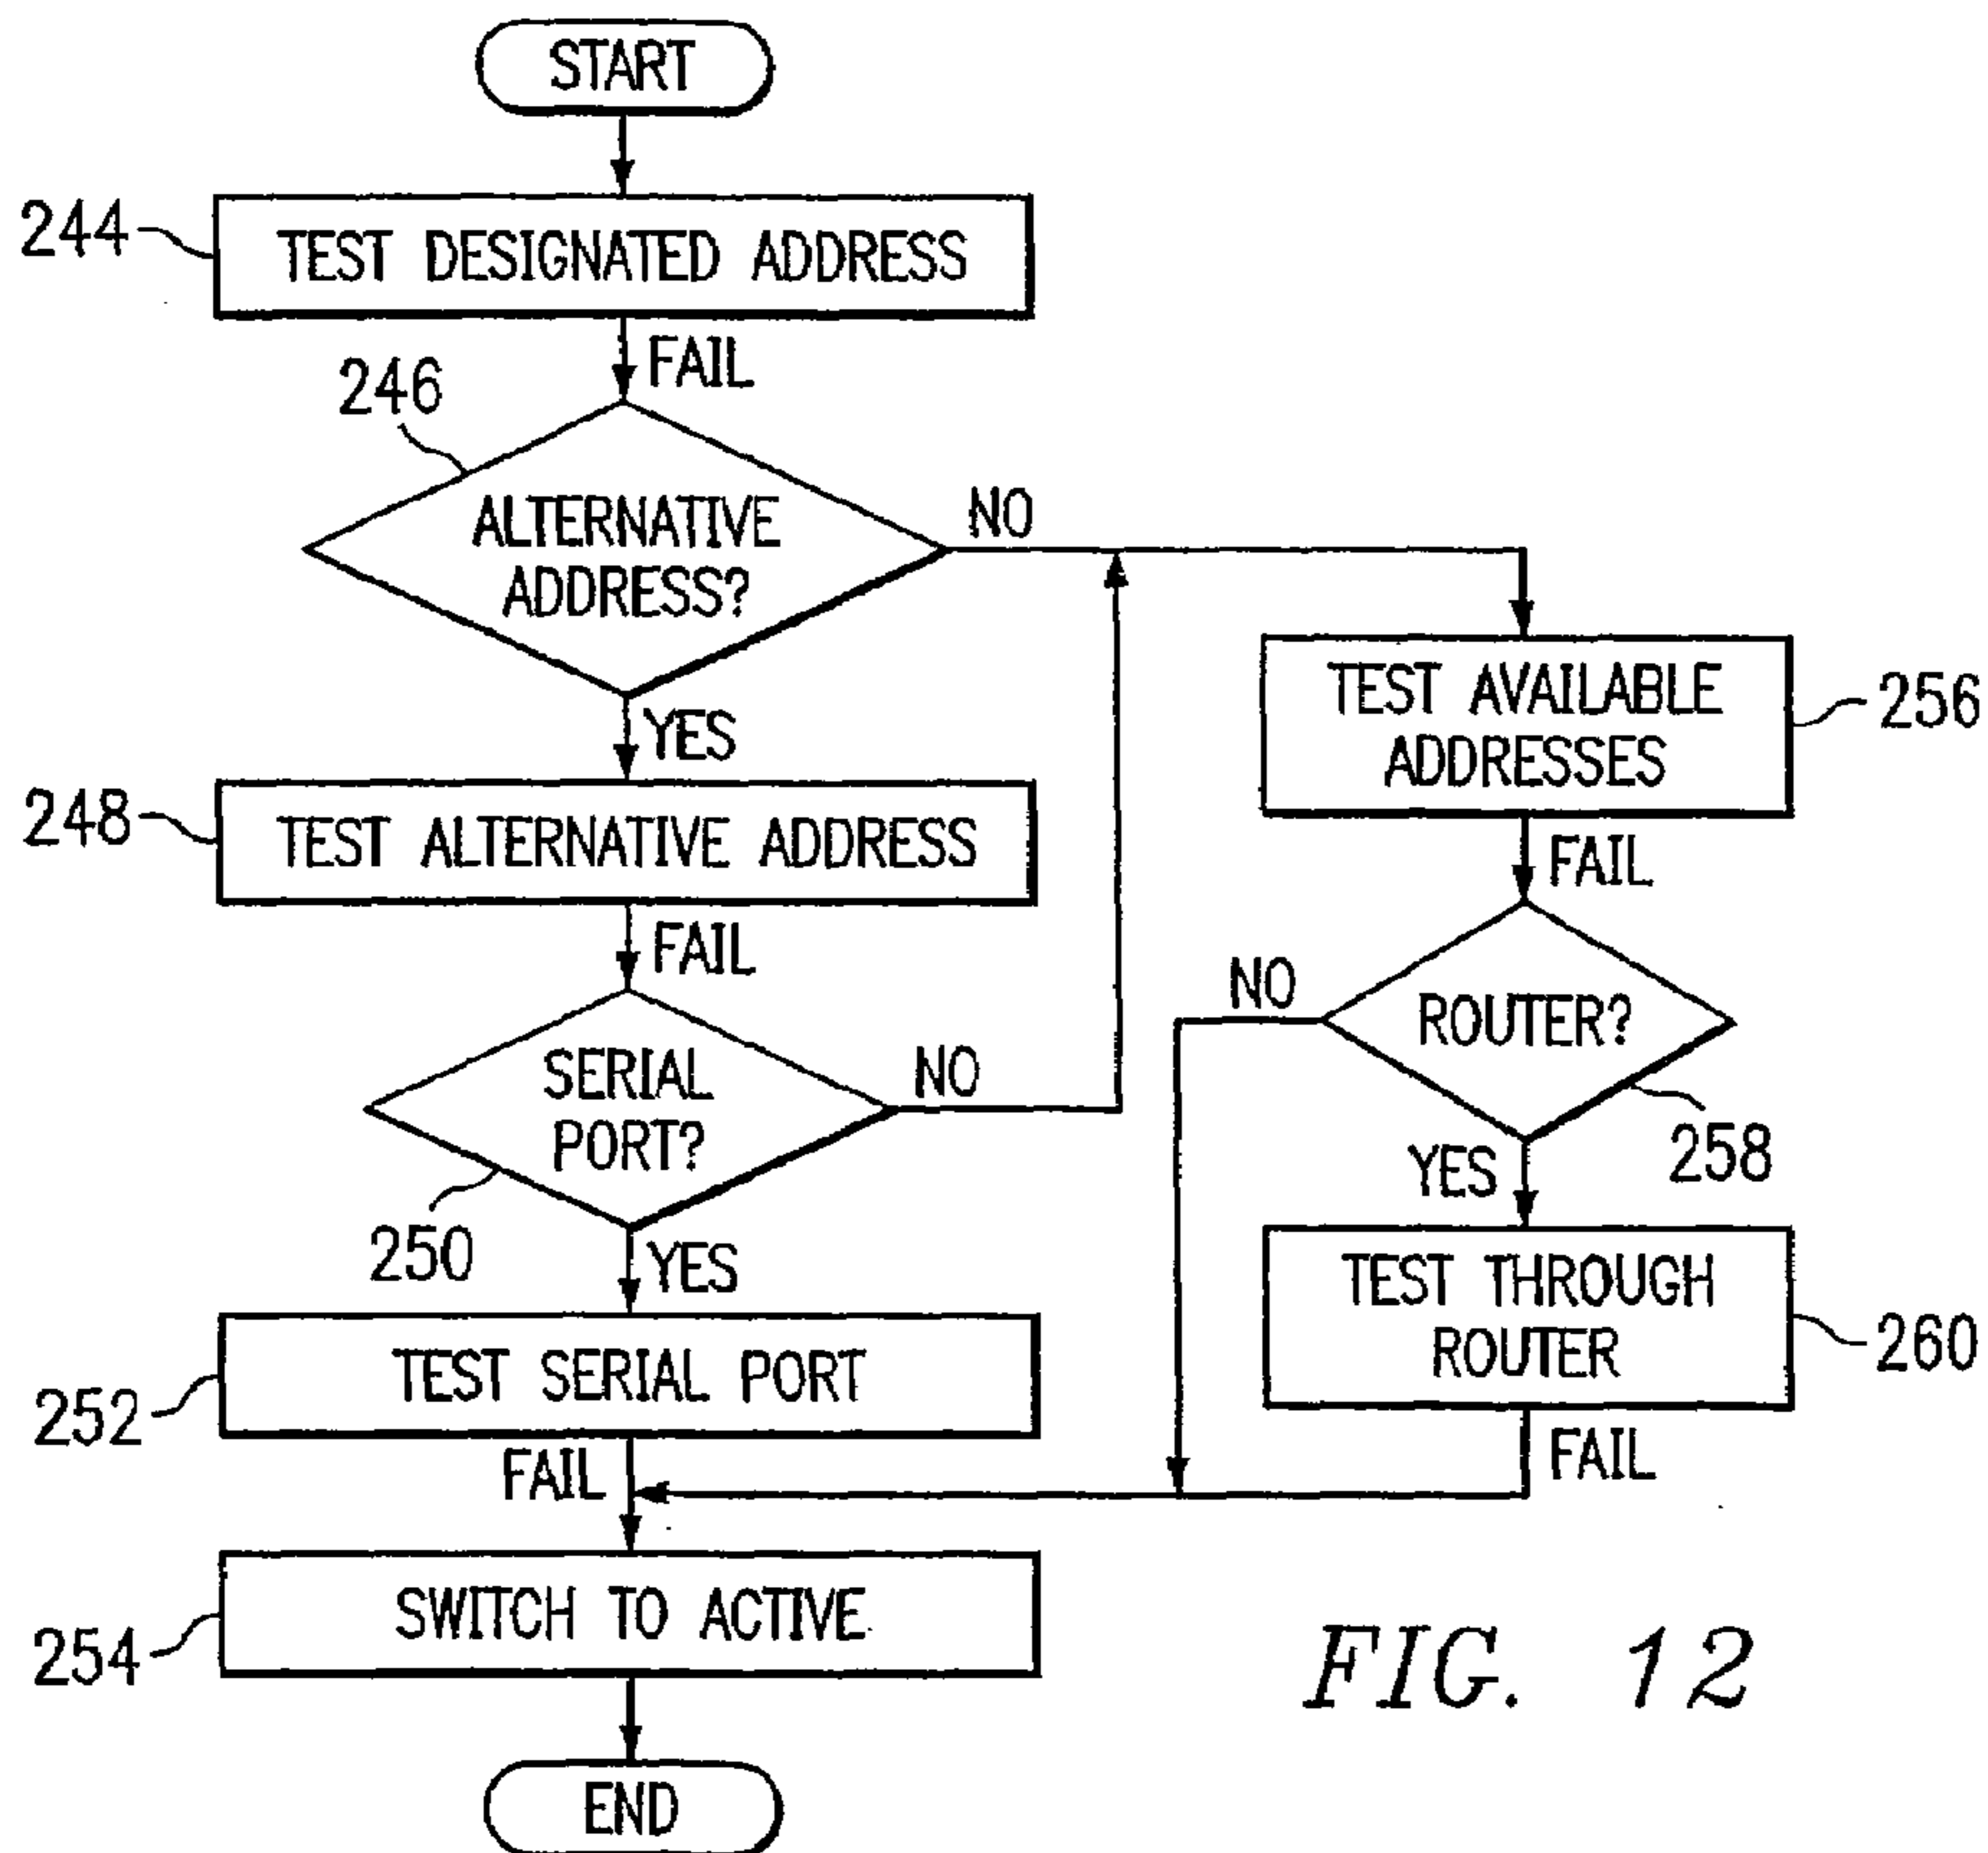 START
244
TEST DESIGNATED ADDRESS
FAIL
246
ALTERNATIVE
ADDRESS?
NO
YES
248
TEST ALTERNATIVE ADDRESS
FAIL
SERIAL
PORT?
NO
250
YES
252
TEST SERIAL PORT
FAIL
254
SWITCH TO ACTIVE
END
TEST AVAILABLE
ADDRESSES
256
FAIL
NO
ROUTER?
258
YES
TEST THROUGH
ROUTER
260
FAIL
FIG. 12